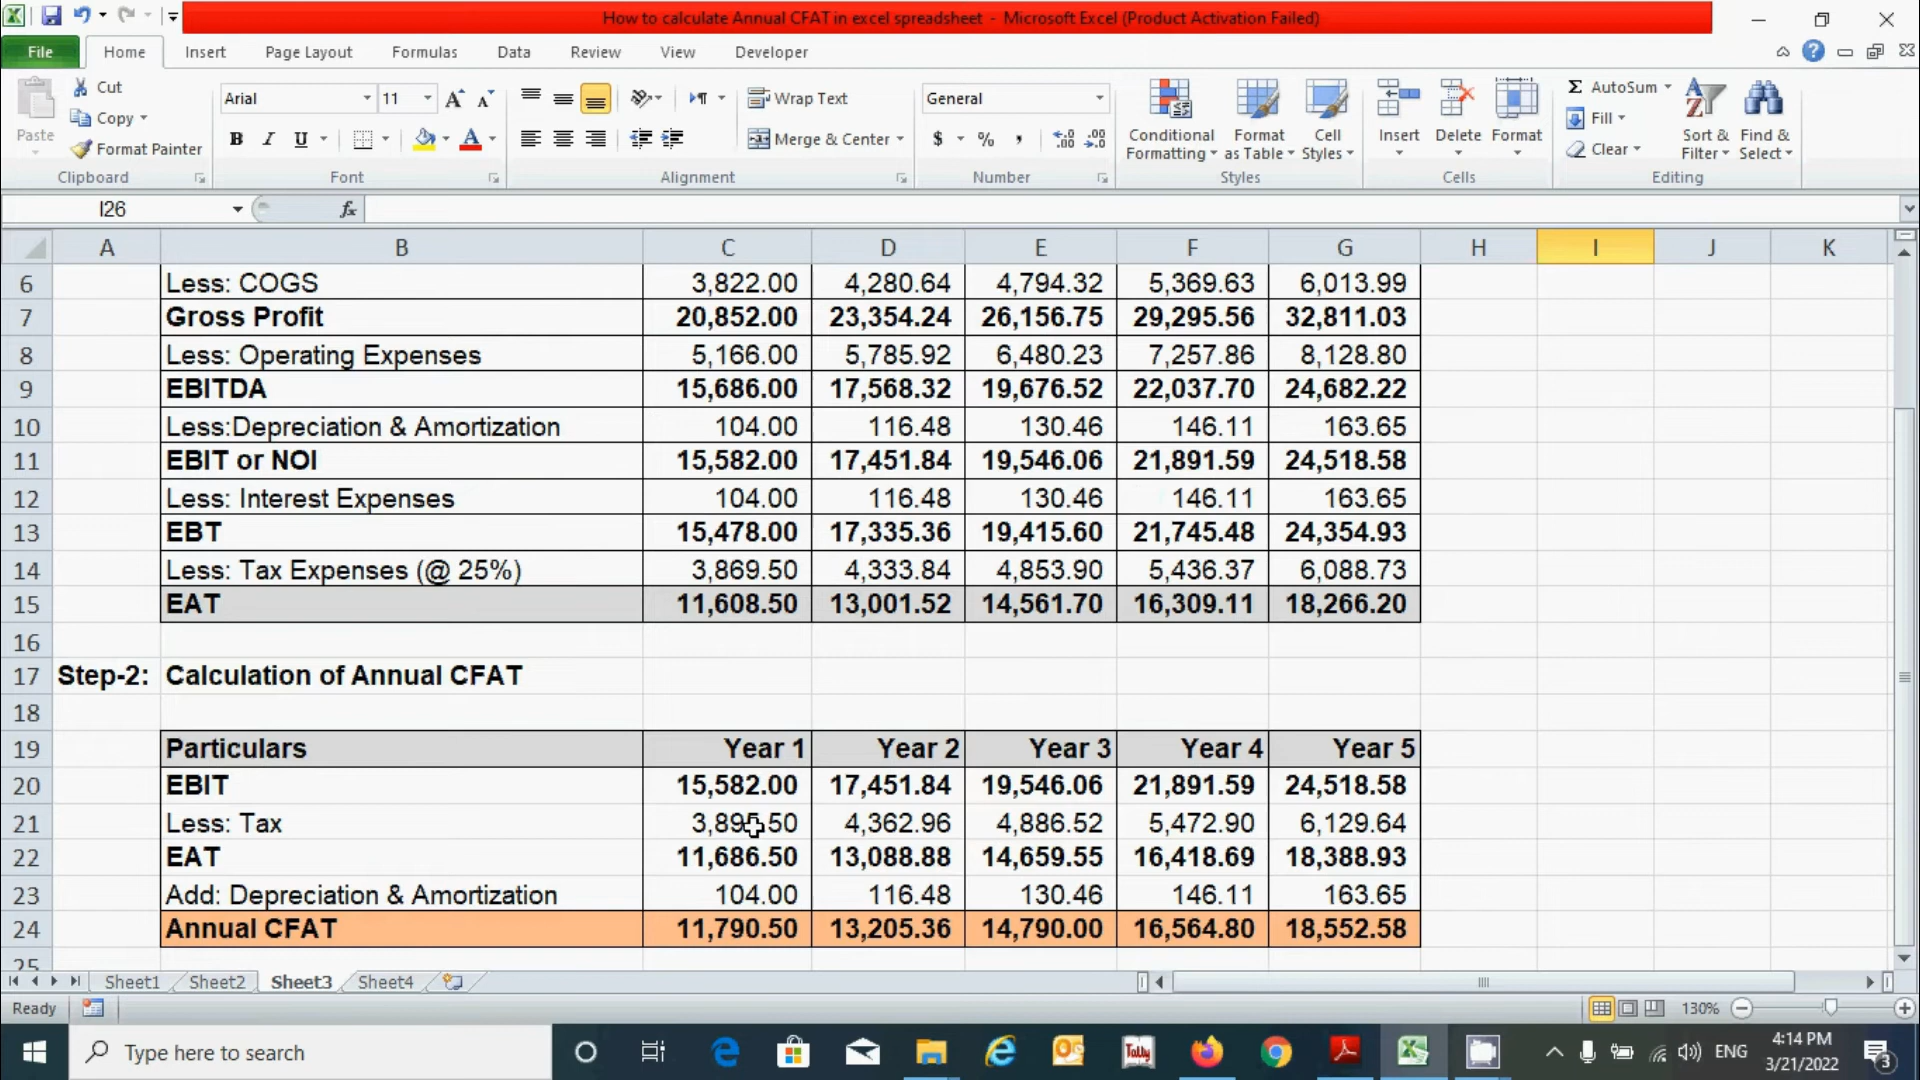 How to calculate Annual CFAT in excel spreadsheet - Microsoft Excel (Product Activation Failed)
File Home Insert Page Layout Formulas Data Review View Developer
Paste
Cut
Copy
Format Painter
Clipboard
Arial 11
B I U
Font
Wrap Text
Merge & Center
Alignment
General
$ % ,
Number
Conditional Formatting
Format as Table
Cell Styles
Styles
Insert Delete Format
Cells
Σ AutoSum
Fill
Clear
Sort & Filter
Find & Select
Editing
I26 fx
A B C D E F G H I J K
6 Less: COGS 3,822.00 4,280.64 4,794.32 5,369.63 6,013.99
7 Gross Profit 20,852.00 23,354.24 26,156.75 29,295.56 32,811.03
8 Less: Operating Expenses 5,166.00 5,785.92 6,480.23 7,257.86 8,128.80
9 EBITDA 15,686.00 17,568.32 19,676.52 22,037.70 24,682.22
10 Less:Depreciation & Amortization 104.00 116.48 130.46 146.11 163.65
11 EBIT or NOI 15,582.00 17,451.84 19,546.06 21,891.59 24,518.58
12 Less: Interest Expenses 104.00 116.48 130.46 146.11 163.65
13 EBT 15,478.00 17,335.36 19,415.60 21,745.48 24,354.93
14 Less: Tax Expenses (@ 25%) 3,869.50 4,333.84 4,853.90 5,436.37 6,088.73
15 EAT 11,608.50 13,001.52 14,561.70 16,309.11 18,266.20
16
17 Step-2: Calculation of Annual CFAT
18
19 Particulars Year 1 Year 2 Year 3 Year 4 Year 5
20 EBIT 15,582.00 17,451.84 19,546.06 21,891.59 24,518.58
21 Less: Tax 3,895.50 4,362.96 4,886.52 5,472.90 6,129.64
22 EAT 11,686.50 13,088.88 14,659.55 16,418.69 18,388.93
23 Add: Depreciation & Amortization 104.00 116.48 130.46 146.11 163.65
24 Annual CFAT 11,790.50 13,205.36 14,790.00 16,564.80 18,552.58
25
Sheet1 Sheet2 Sheet3 Sheet4
Ready 130%
Type here to search Tally ENG 4:14 PM
3/21/2022 3